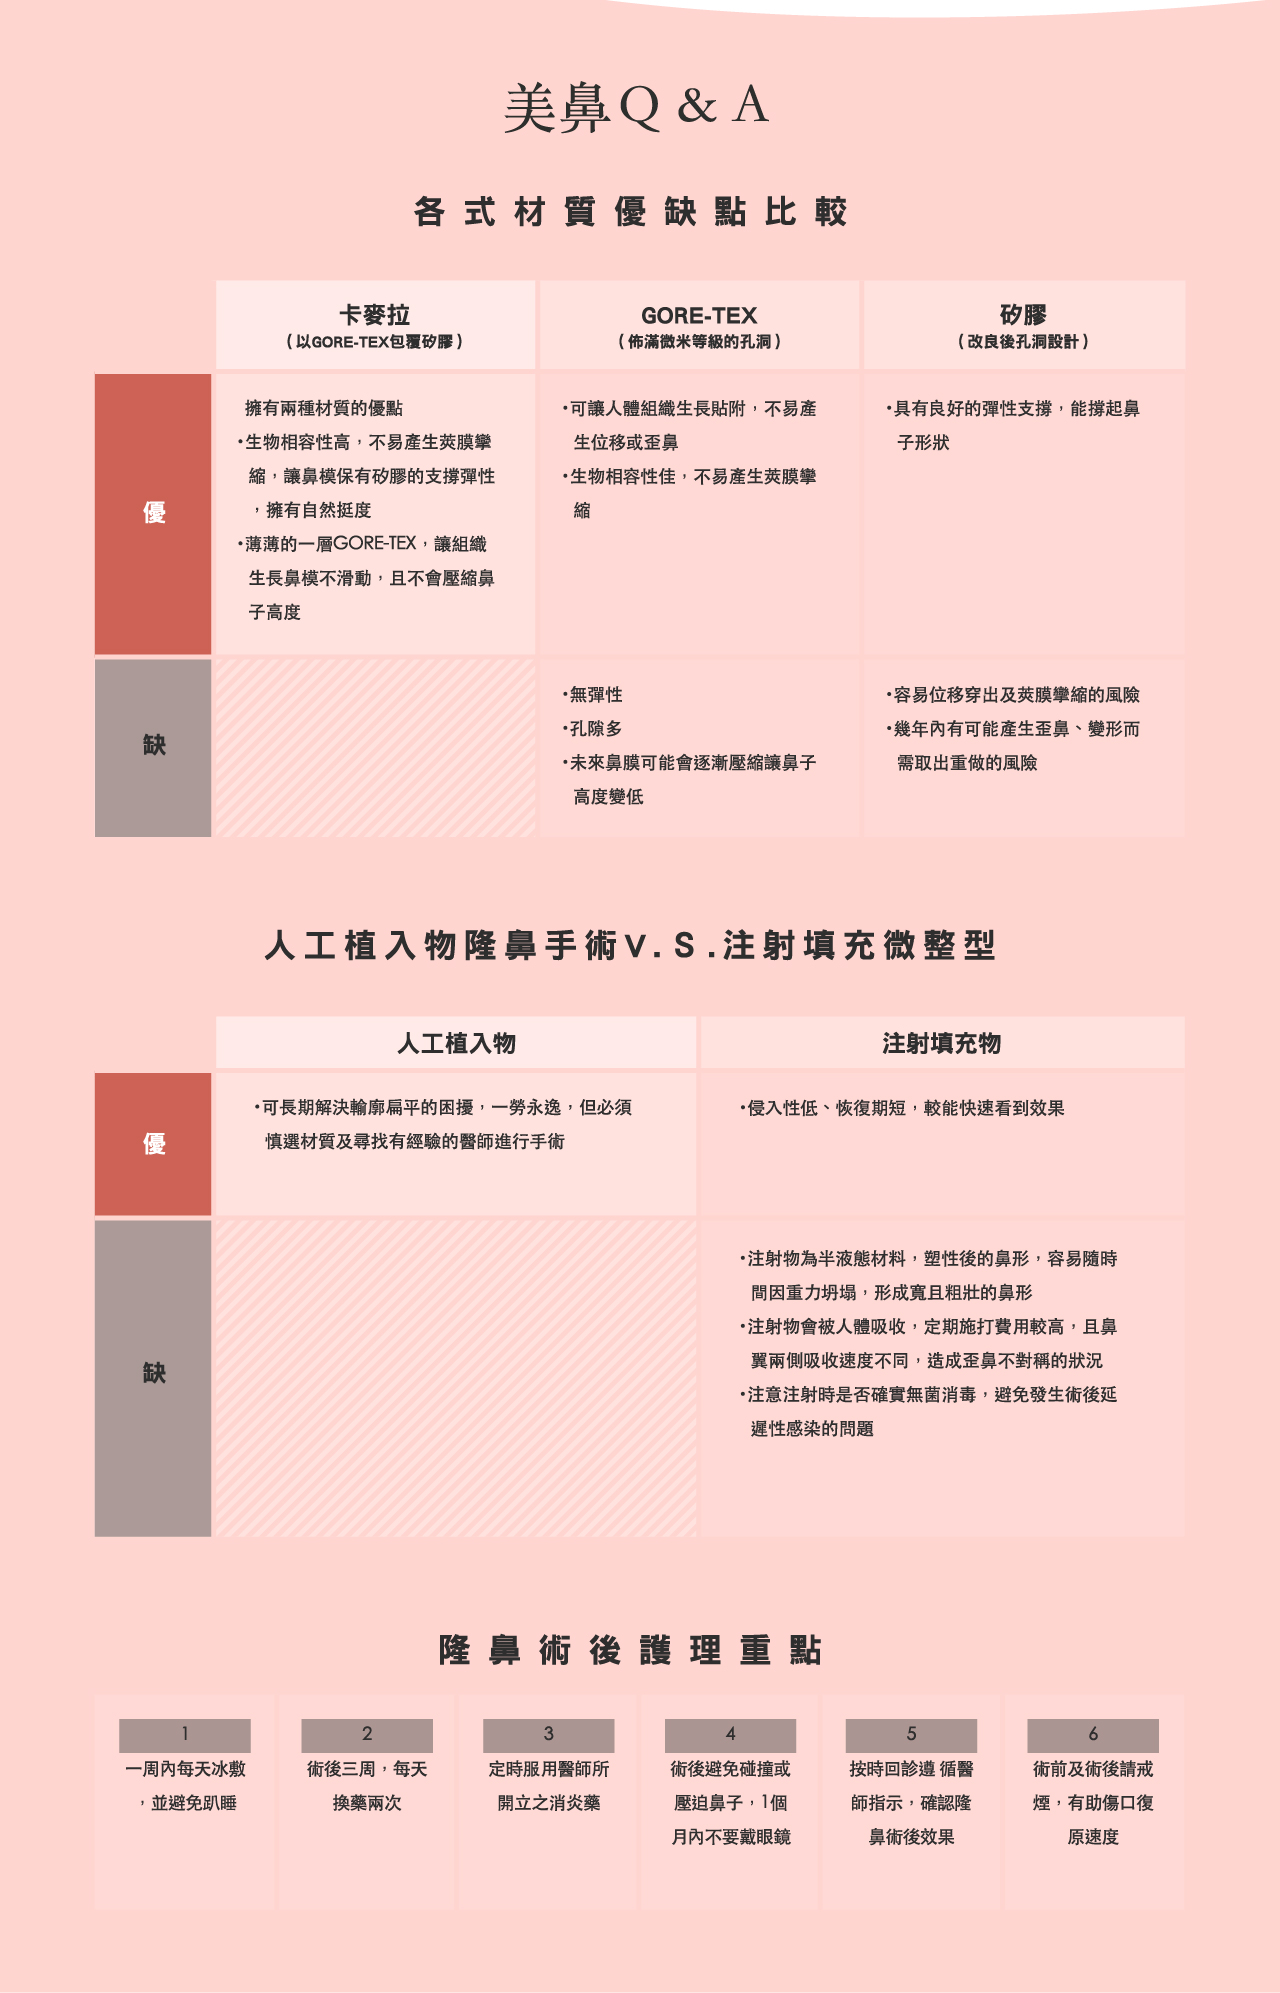 美鼻Q & A
各式材質優缺點比較
卡麥拉
（以GORE-TEX包覆矽膠）
GORE-TEX
（佈滿微米等級的孔洞）
矽膠
（改良後孔洞設計）
優
擁有兩種材質的優點
•生物相容性高，不易產生莢膜攣
縮，讓鼻模保有矽膠的支撐彈性
，擁有自然挺度
•薄薄的一層GORE-TEX，讓組織
生長鼻模不滑動，且不會壓縮鼻
子高度
•可讓人體組織生長貼附，不易產
生位移或歪鼻
•生物相容性佳，不易產生莢膜攣
縮
•具有良好的彈性支撐，能撐起鼻
子形狀
缺
•無彈性
•孔隙多
•未來鼻膜可能會逐漸壓縮讓鼻子
高度變低
•容易位移穿出及莢膜攣縮的風險
•幾年內有可能產生歪鼻、變形而
需取出重做的風險
人工植入物隆鼻手術V.S.注射填充微整型
人工植入物
注射填充物
優
•可長期解決輪廓扁平的困擾，一勞永逸，但必須
慎選材質及尋找有經驗的醫師進行手術
•侵入性低、恢復期短，較能快速看到效果
缺
•注射物為半液態材料，塑性後的鼻形，容易隨時
間因重力坍塌，形成寬且粗壯的鼻形
•注射物會被人體吸收，定期施打費用較高，且鼻
翼兩側吸收速度不同，造成歪鼻不對稱的狀況
•注意注射時是否確實無菌消毒，避免發生術後延
遲性感染的問題
隆鼻術後護理重點
1
一周內每天冰敷
，並避免趴睡
2
術後三周，每天
換藥兩次
3
定時服用醫師所
開立之消炎藥
4
術後避免碰撞或
壓迫鼻子，1個
月內不要戴眼鏡
5
按時回診遵 循醫
師指示，確認隆
鼻術後效果
6
術前及術後請戒
煙，有助傷口復
原速度